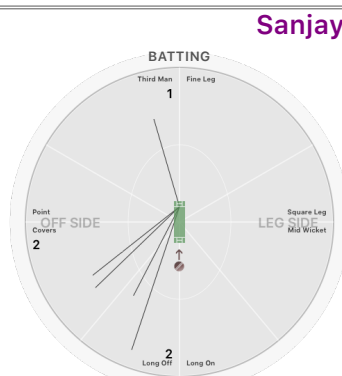 Sanjay
BATTING
Third Man Fine Leg
1
Point Square Leg
OFF SIDE LEG SIDE
Covers Mid Wicket
2
2
Long Off Long On